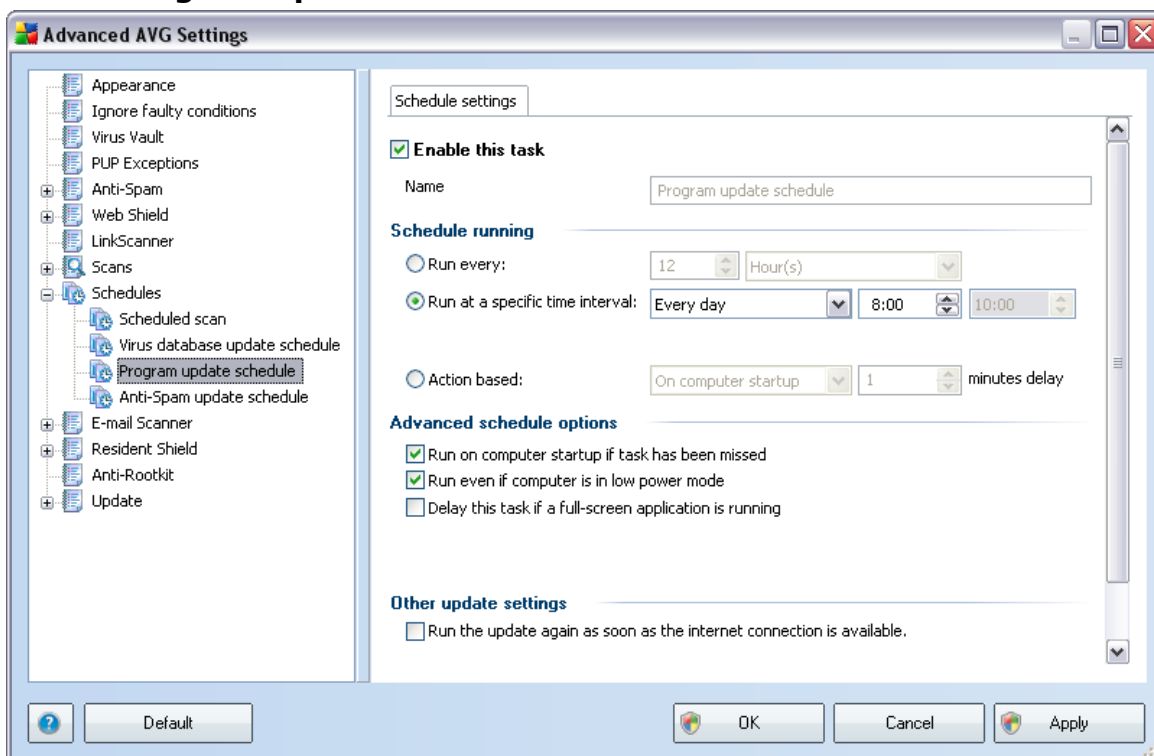 Advanced AVG Settings
Appearance
Ignore faulty conditions
Virus Vault
PUP Exceptions
Anti-Spam
Web Shield
LinkScanner
Scans
Schedules
Scheduled scan
Virus database update schedule
Program update schedule
Anti-Spam update schedule
E-mail Scanner
Resident Shield
Anti-Rootkit
Update
Schedule settings
Enable this task
Name Program update schedule
Schedule running
Run every: 12 Hour(s)
Run at a specific time interval: Every day 8:00 10:00
Action based: On computer startup 1 minutes delay
Advanced schedule options
Run on computer startup if task has been missed
Run even if computer is in low power mode
Delay this task if a full-screen application is running
Other update settings
Run the update again as soon as the internet connection is available.
Default OK Cancel Apply